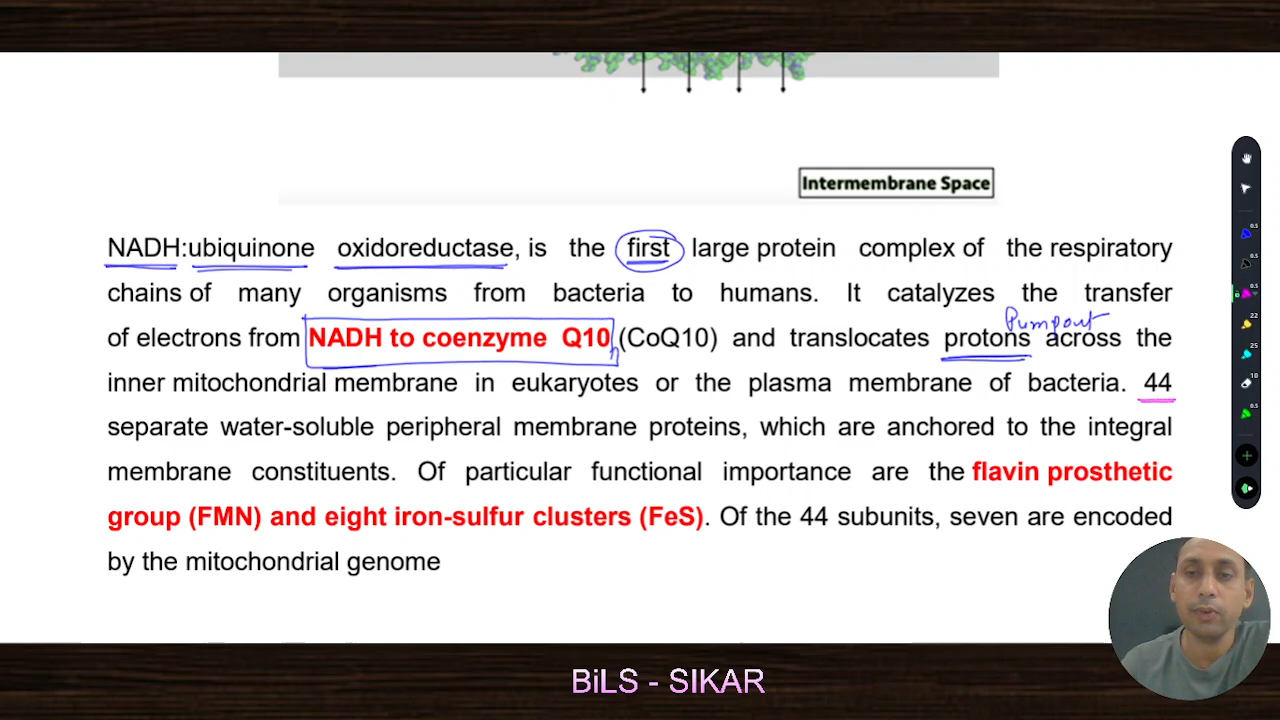 Intermembrane Space
NADH:ubiquinone oxidoreductase, is the first large protein complex of the respiratory
chains of many organisms from bacteria to humans. It catalyzes the transfer
Pumpout
of electrons from NADH to coenzyme Q10 (CoQ10) and translocates protons across the
inner mitochondrial membrane in eukaryotes or the plasma membrane of bacteria. 44
separate water-soluble peripheral membrane proteins, which are anchored to the integral
membrane constituents. Of particular functional importance are the flavin prosthetic
group (FMN) and eight iron-sulfur clusters (FeS). Of the 44 subunits, seven are encoded
by the mitochondrial genome
BiLS - SIKAR